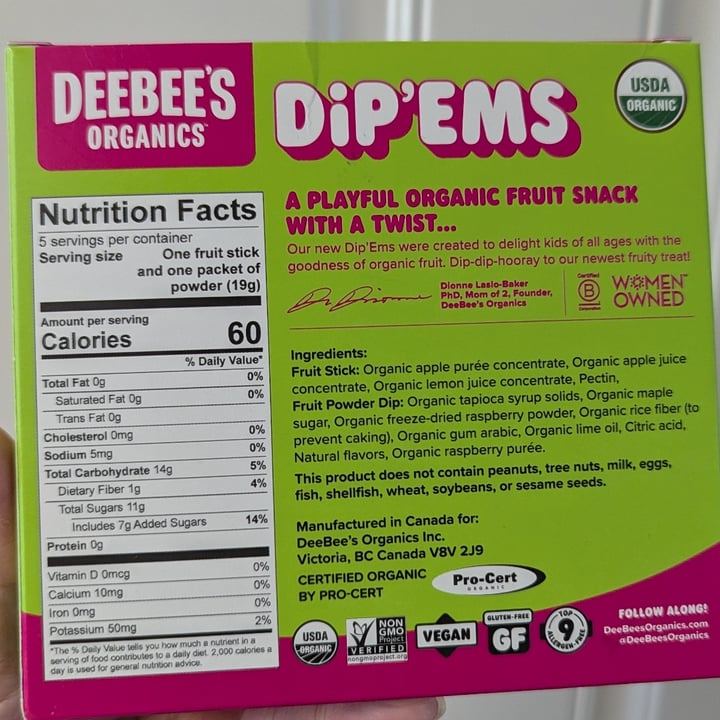 DEEBEE'S
ORGANICS
DiP'EMS
USDA
ORGANIC
A PLAYFUL ORGANIC FRUIT SNACK
WITH A TWIST...
Our new Dip'Ems were created to delight kids of all ages with the
goodness of organic fruit. Dip-dip-hooray to our newest fruity treat!
Dionne Laslo-Baker
PhD, Mom of 2, Founder,
DeeBee's Organics
Certified
B
Corporation
WOMEN
OWNED
Nutrition Facts
5 servings per container
Serving size One fruit stick
and one packet of
powder (19g)
Amount per serving
Calories 60
% Daily Value*
Total Fat 0g 0%
Saturated Fat 0g 0%
Trans Fat 0g
Cholesterol 0mg 0%
Sodium 5mg 0%
Total Carbohydrate 14g 5%
Dietary Fiber 1g 4%
Total Sugars 11g
Includes 7g Added Sugars 14%
Protein 0g
Vitamin D 0mcg 0%
Calcium 10mg 0%
Iron 0mg 0%
Potassium 50mg 2%
*The % Daily Value tells you how much a nutrient in a
serving of food contributes to a daily diet. 2,000 calories a
day is used for general nutrition advice.
Ingredients:
Fruit Stick: Organic apple purée concentrate, Organic apple juice
concentrate, Organic lemon juice concentrate, Pectin,
Fruit Powder Dip: Organic tapioca syrup solids, Organic maple
sugar, Organic freeze-dried raspberry powder, Organic rice fiber (to
prevent caking), Organic gum arabic, Organic lime oil, Citric acid,
Natural flavors, Organic raspberry purée.
This product does not contain peanuts, tree nuts, milk, eggs,
fish, shellfish, wheat, soybeans, or sesame seeds.
Manufactured in Canada for:
DeeBee's Organics Inc.
Victoria, BC Canada V8V 2J9
CERTIFIED ORGANIC
BY PRO-CERT
Pro-Cert
ORGANIC
USDA
ORGANIC
NON
GMO
Project
VERIFIED
nongmoproject.org
VEGAN
GLUTEN-FREE
GF
TOP
9
ALLERGEN-FREE
FOLLOW ALONG!
DeeBeesOrganics.com
@DeeBeesOrganics